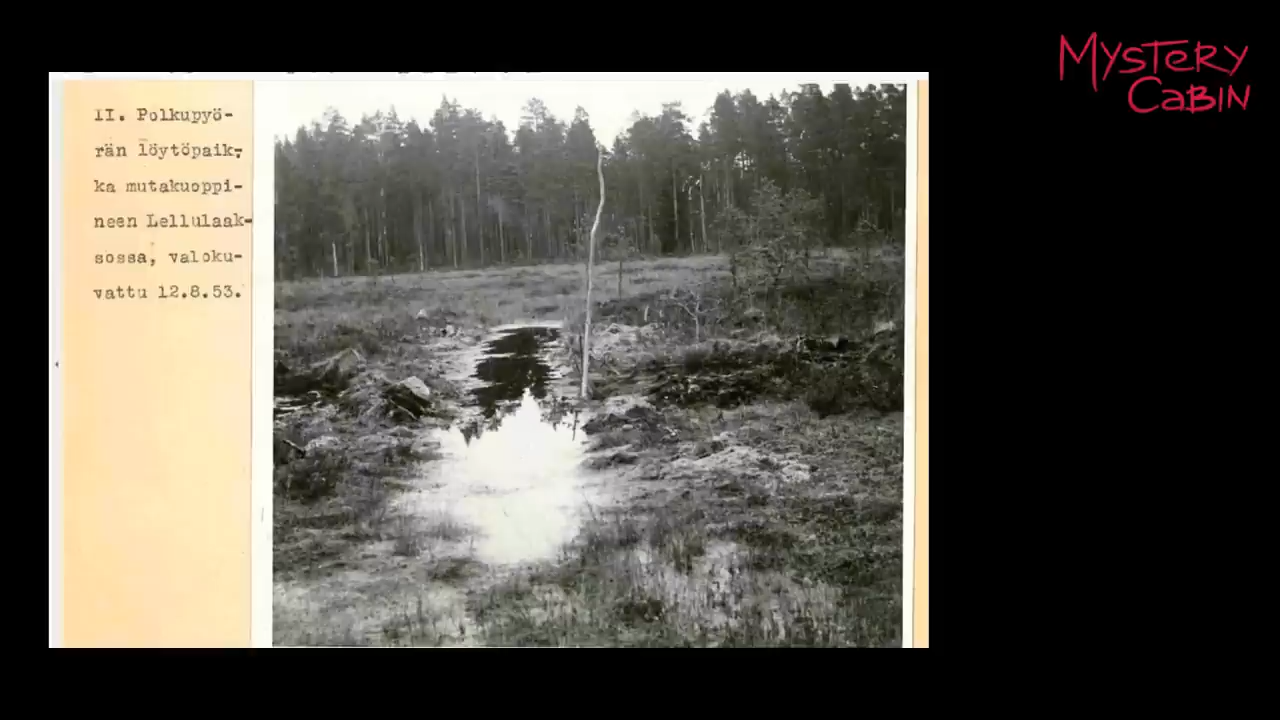 II. Polkupyö-
rän löytöpaik-
ka mutakuoppi-
neen Lellulaak-
sossa, valoku-
vattu 12.8.53.
MYSTERY
CABIN